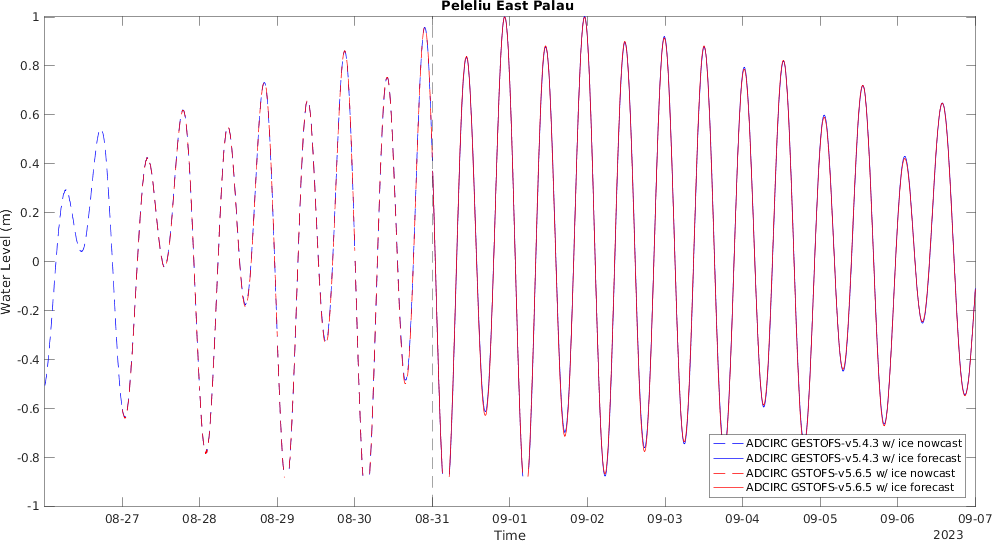 Peleliu East Palau
Water Level (m)
1
0.8
0.6
0.4
0.2
0
-0.2
-0.4
-0.6
-0.8
-1
ADCIRC GESTOFS-v5.4.3 w/ ice nowcast
ADCIRC GESTOFS-v5.4.3 w/ ice forecast
ADCIRC GSTOFS-v5.6.5 w/ ice nowcast
ADCIRC GSTOFS-v5.6.5 w/ ice forecast
08-27 08-28 08-29 08-30 08-31 09-01 09-02 09-03 09-04 09-05 09-06 09-07
Time
2023